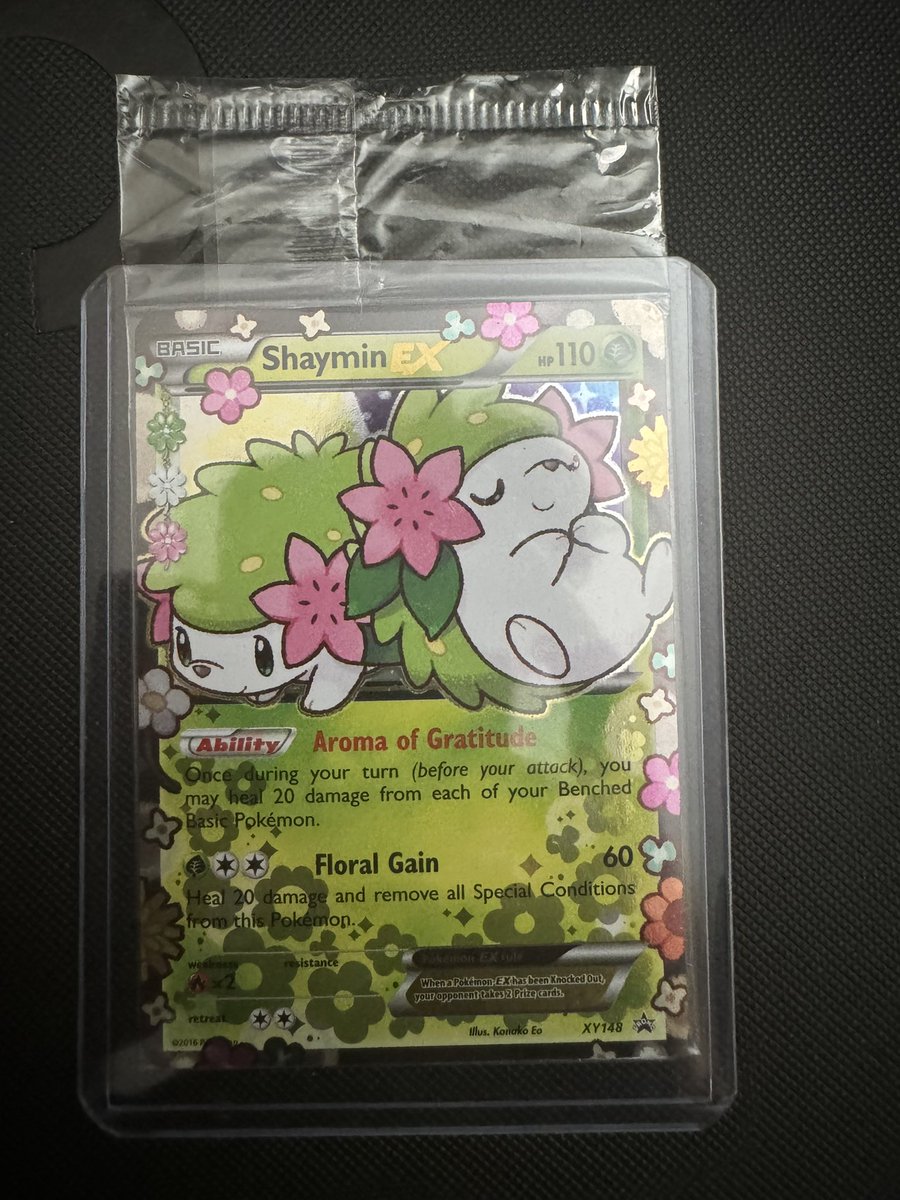 BASIC
Shaymin EX
HP 110
Ability Aroma of Gratitude
Once during your turn (before your attack), you
may heal 20 damage from each of your Benched
Basic Pokémon.
Floral Gain 60
Heal 20 damage and remove all Special Conditions
from this Pokémon.
weakness resistance
×2
Pokémon EX rule
When a Pokémon EX has been Knocked Out,
your opponent takes 2 Prize cards.
retreat
Illus. Kanako Eo XY148
©2016